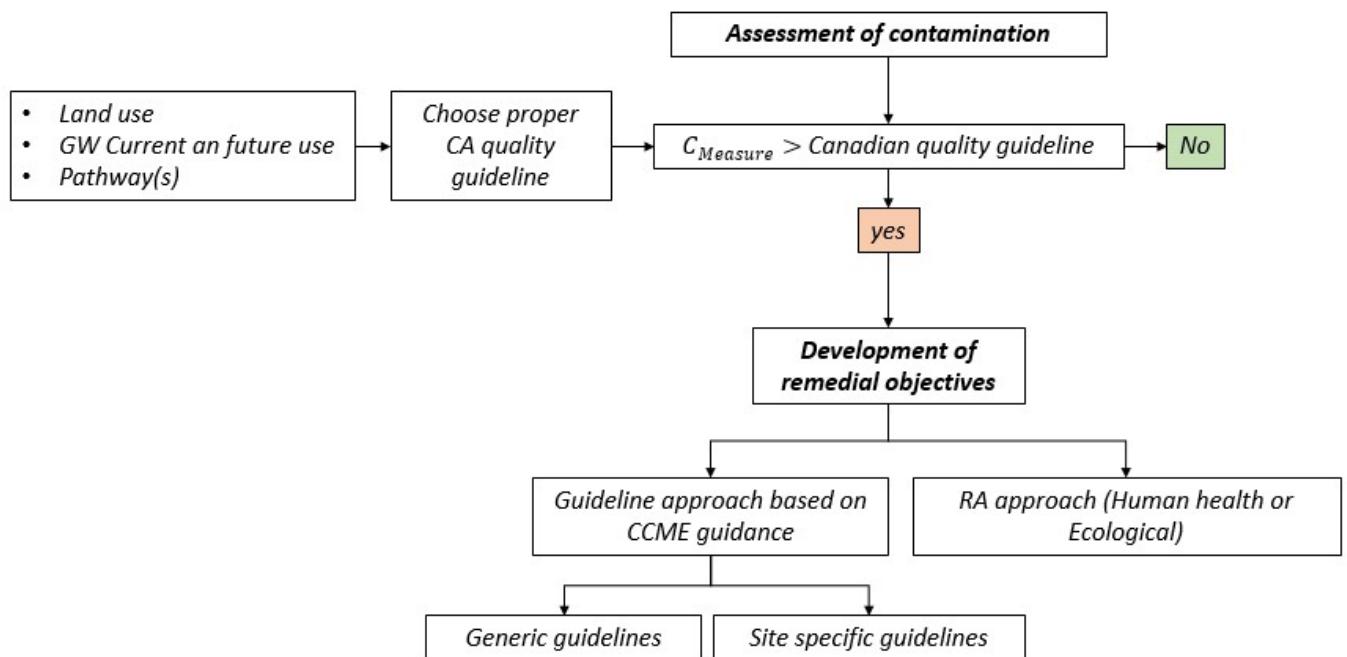 Assessment of contamination
• Land use
• GW Current an future use
• Pathway(s)
Choose proper
CA quality
guideline
C_Measure > Canadian quality guideline
No
yes
Development of
remedial objectives
Guideline approach based on
CCME guidance
RA approach (Human health or
Ecological)
Generic guidelines
Site specific guidelines